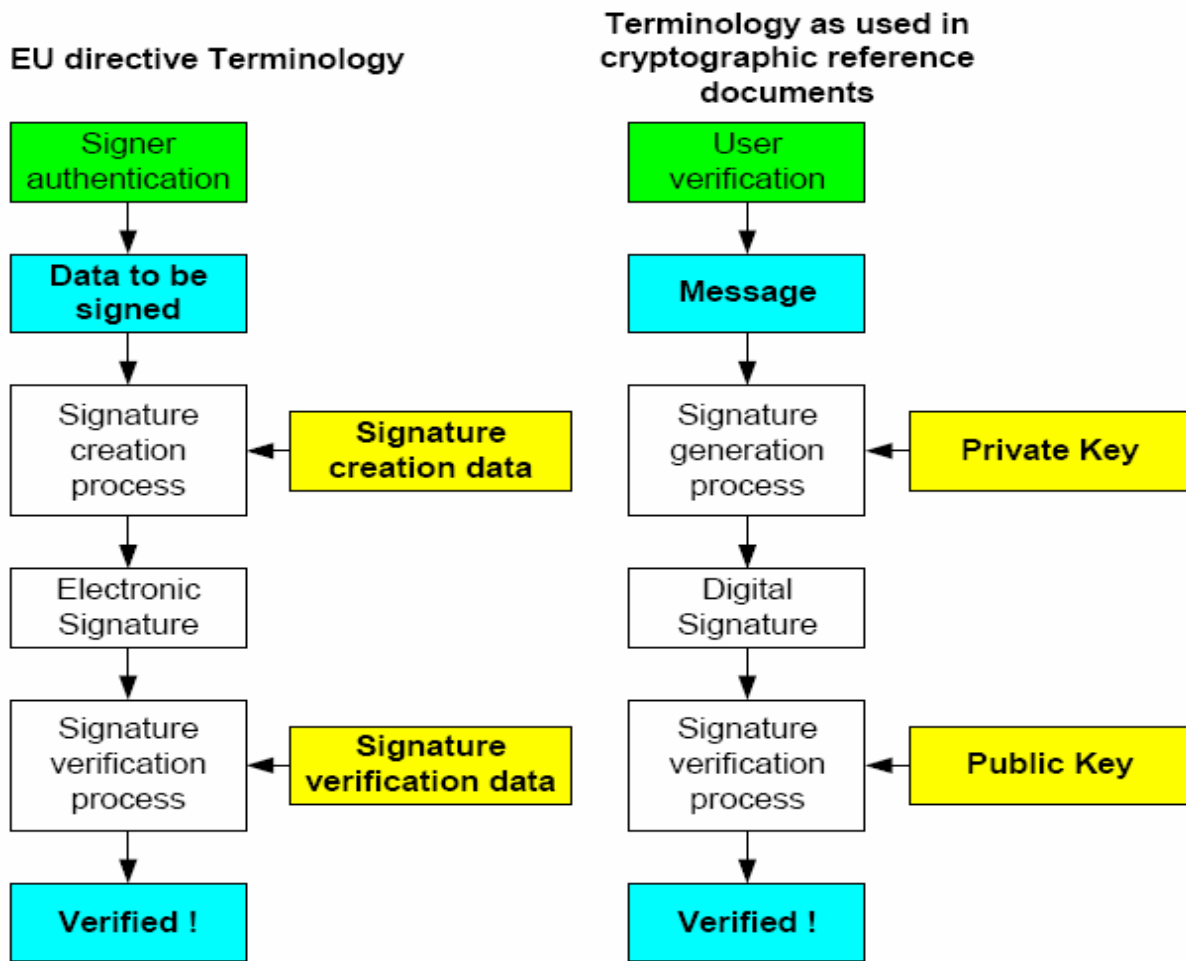 EU directive Terminology
Terminology as used in
cryptographic reference
documents
Signer
authentication
Data to be
signed
Signature
creation
process
Signature
creation data
Electronic
Signature
Signature
verification
process
Signature
verification data
Verified !
User
verification
Message
Signature
generation
process
Private Key
Digital
Signature
Signature
verification
process
Public Key
Verified !